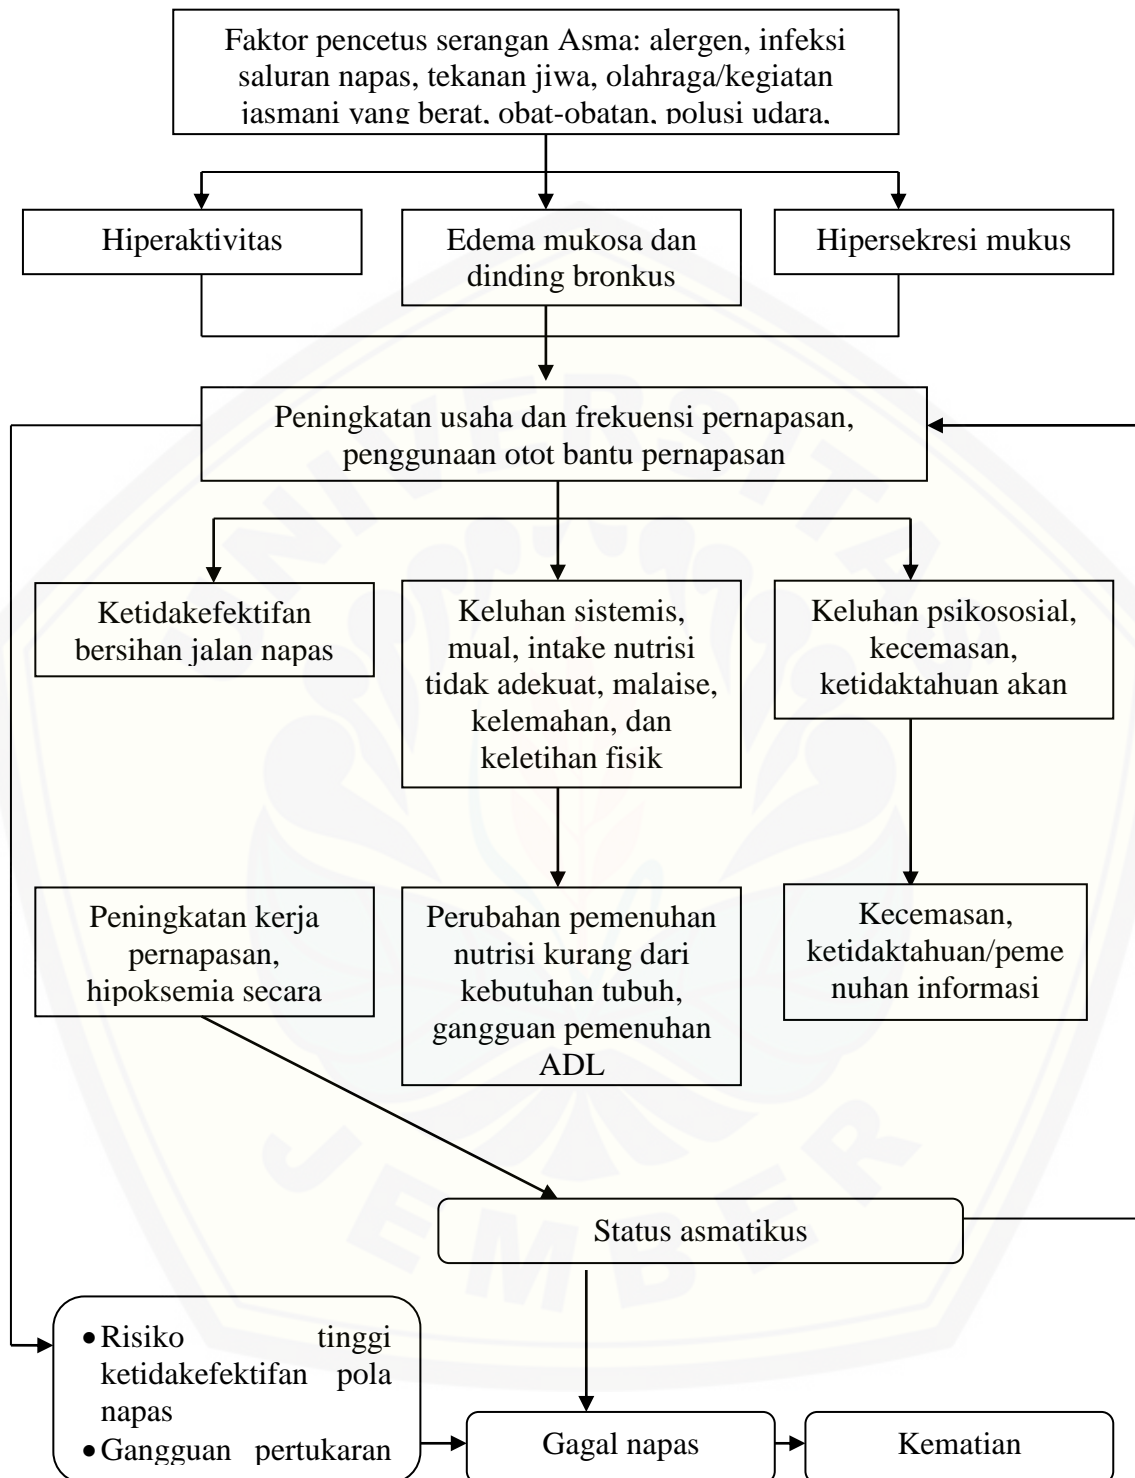 Faktor pencetus serangan Asma: alergen, infeksi
saluran napas, tekanan jiwa, olahraga/kegiatan
jasmani yang berat, obat-obatan, polusi udara,
Hiperaktivitas
Edema mukosa dan
dinding bronkus
Hipersekresi mukus
Peningkatan usaha dan frekuensi pernapasan,
penggunaan otot bantu pernapasan
Ketidakefektifan
bersihan jalan napas
Keluhan sistemis,
mual, intake nutrisi
tidak adekuat, malaise,
kelemahan, dan
keletihan fisik
Keluhan psikososial,
kecemasan,
ketidaktahuan akan
Peningkatan kerja
pernapasan,
hipoksemia secara
Perubahan pemenuhan
nutrisi kurang dari
kebutuhan tubuh,
gangguan pemenuhan
ADL
Kecemasan,
ketidaktahuan/peme
nuhan informasi
Status asmatikus
• Risiko tinggi
ketidakefektifan pola
napas
• Gangguan pertukaran
Gagal napas
Kematian
UNIVERSITAS
JEMBER